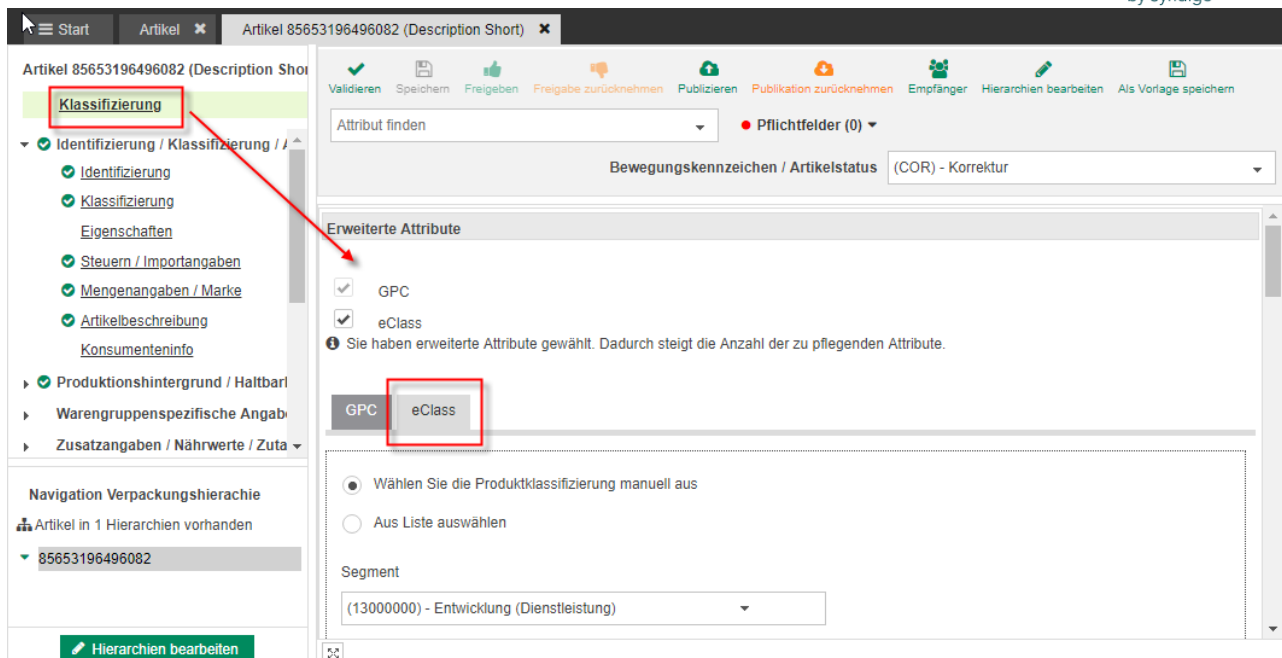 by Syndigo
Start Artikel Artikel 85653196496082 (Description Short)
Artikel 85653196496082 (Description Shor
Klassifizierung
Identifizierung / Klassifizierung / A
Identifizierung
Klassifizierung
Eigenschaften
Steuern / Importangaben
Mengenangaben / Marke
Artikelbeschreibung
Konsumenteninfo
Produktionshintergrund / Haltbarl
Warengruppenspezifische Angab
Zusatzangaben / Nährwerte / Zuta
Navigation Verpackungshierachie
Artikel in 1 Hierarchien vorhanden
85653196496082
Hierarchien bearbeiten
Validieren Speichern Freigeben Freigabe zurücknehmen Publizieren Publikation zurücknehmen Empfänger Hierarchien bearbeiten Als Vorlage speichern
Attribut finden Pflichtfelder (0)
Bewegungskennzeichen / Artikelstatus (COR) - Korrektur
Erweiterte Attribute
GPC
eClass
Sie haben erweiterte Attribute gewählt. Dadurch steigt die Anzahl der zu pflegenden Attribute.
GPC eClass
Wählen Sie die Produktklassifizierung manuell aus
Aus Liste auswählen
Segment
(13000000) - Entwicklung (Dienstleistung)